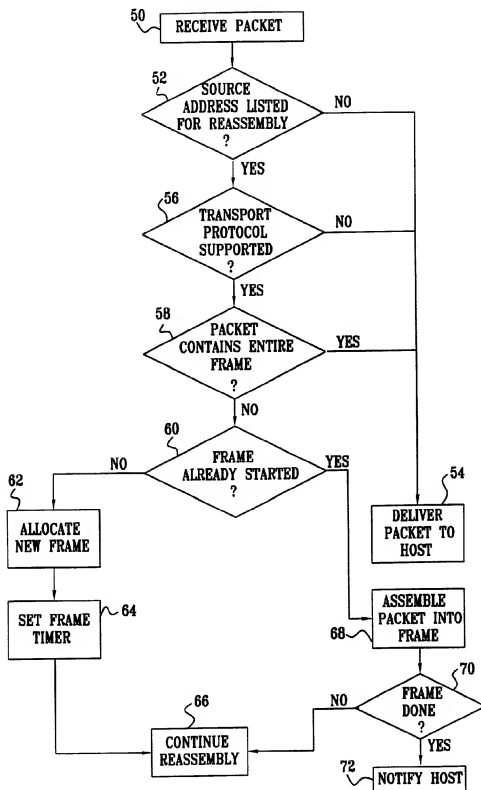 50
RECEIVE PACKET
52
SOURCE
ADDRESS LISTED
FOR REASSEMBLY
?
NO
YES
56
TRANSPORT
PROTOCOL
SUPPORTED
?
NO
YES
58
PACKET
CONTAINS ENTIRE
FRAME
?
YES
NO
60
FRAME
ALREADY STARTED
?
NO
YES
62
ALLOCATE
NEW FRAME
54
DELIVER
PACKET TO
HOST
SET FRAME
TIMER
64
ASSEMBLE
PACKET INTO
FRAME
68
66
CONTINUE
REASSEMBLY
70
FRAME
DONE
?
NO
YES
72
NOTIFY HOST